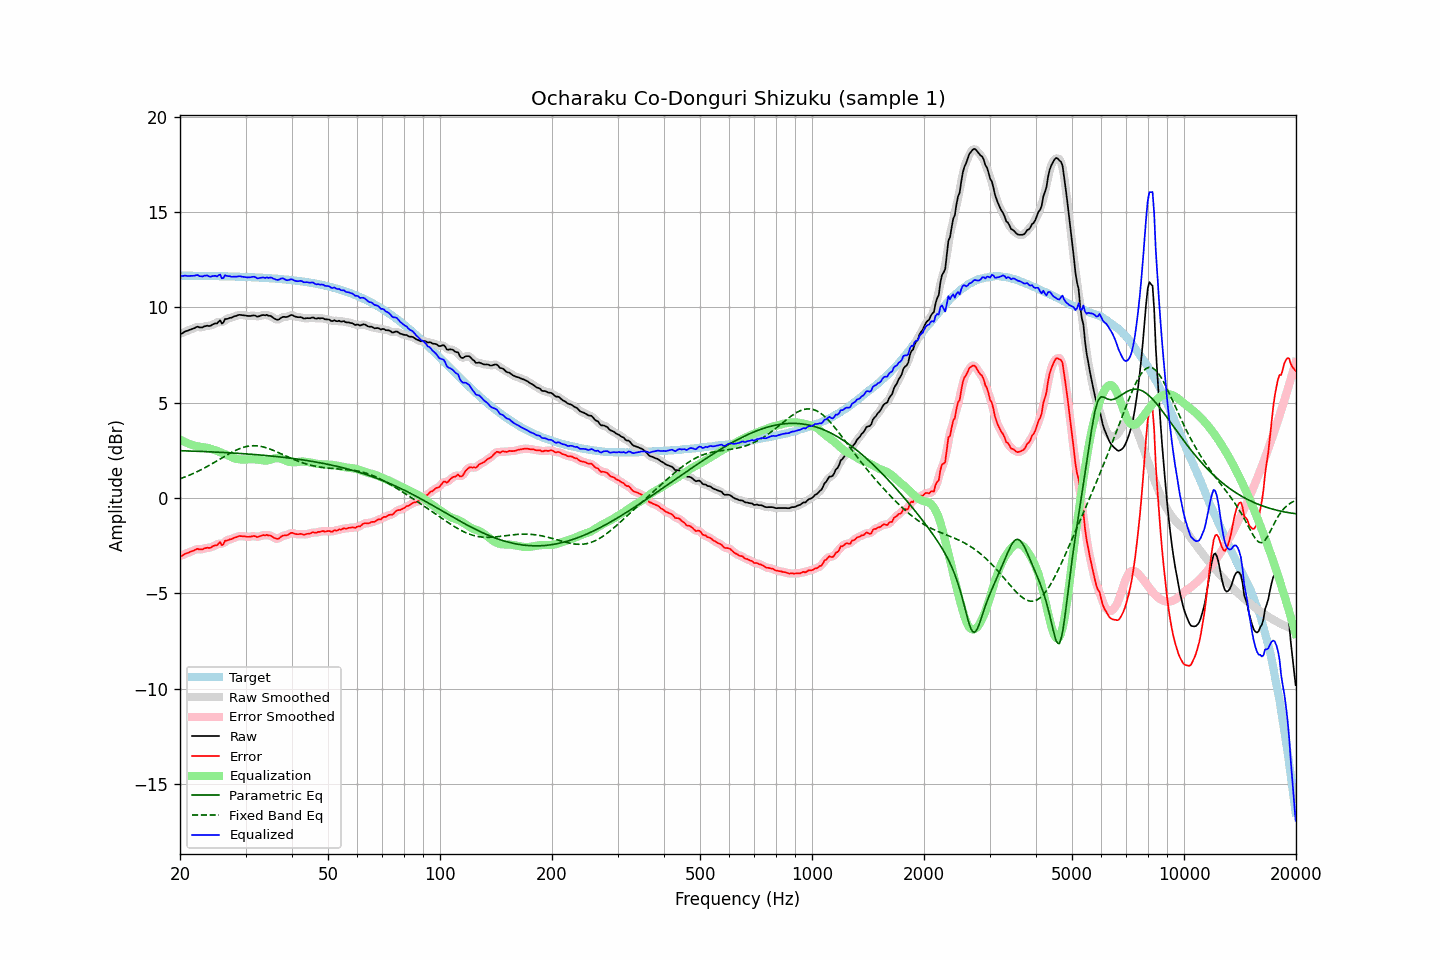 Ocharaku Co-Donguri Shizuku (sample 1)
Amplitude (dBr)
20
15
10
5
0
−5
−10
−15
Target
Raw Smoothed
Error Smoothed
Raw
Error
Equalization
Parametric Eq
Fixed Band Eq
Equalized
20 50 100 200 500 1000 2000 5000 10000 20000
Frequency (Hz)